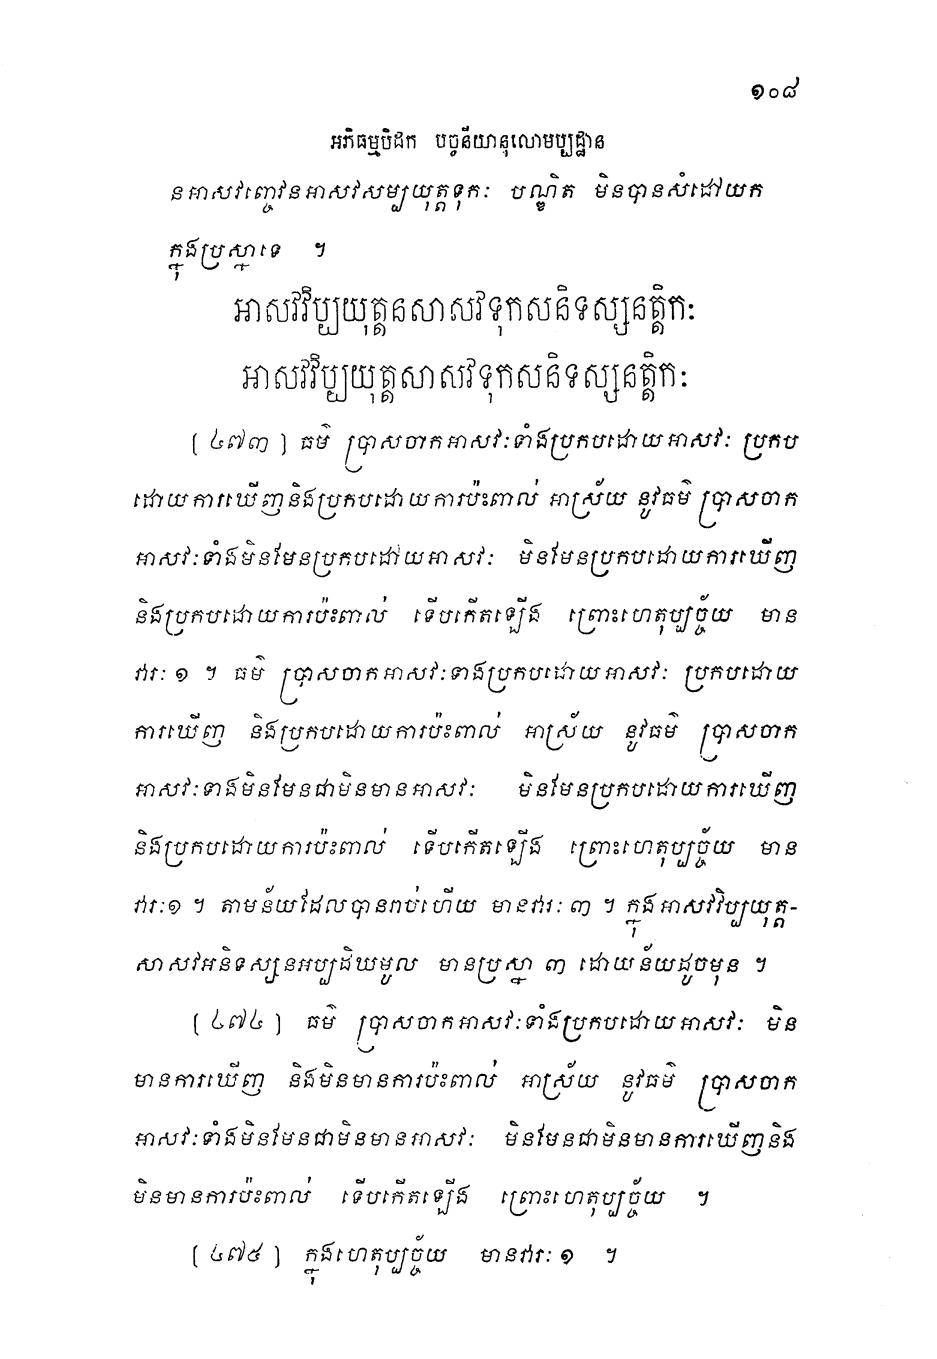 ១០៨
អភិធម្មបិដក បច្ចនីយានុលោមប្បដ្ឋាន
នអាសវញ្ចេវនអាសវសម្បយុត្តទុកៈ បណ្ឌិត មិនបានសំដៅយក
ក្នុងប្រស្នាទេ ។
អាសវវិប្បយុត្តនសាសវទុកសនិទស្សនត្តិកៈ
អាសវវិប្បយុត្តសាសវទុកសនិទស្សនត្តិកៈ
[ ៤៧៣ ] ធម៌ ប្រាសចាកអាសវៈទាំងប្រកបដោយអាសវៈ ប្រកប
ដោយការឃើញនិងប្រកបដោយការប៉ះពាល់ អាស្រ័យ នូវធម៌ ប្រាសចាក
អាសវៈទាំងមិនមែនប្រកបដោយអាសវៈ មិនមែនប្រកបដោយការឃើញ
និងប្រកបដោយការប៉ះពាល់ ទើបកើតឡើង ព្រោះហេតុប្បច្ច័យ មាន
វារៈ ១ ។ ធម៌ ប្រាសចាកអាសវៈទាងប្រកបដោយអាសវៈ ប្រកបដោយ
ការឃើញ និងប្រកបដោយការប៉ះពាល់ អាស្រ័យ នូវធម៌ ប្រាសចាក
អាសវៈទាងមិនមែនជាមិនមានអាសវៈ មិនមែនប្រកបដោយការឃើញ
និងប្រកបដោយការប៉ះពាល់ ទើបកើតឡើង ព្រោះហេតុប្បច្ច័យ មាន
វារៈ១ ។ តាមន័យដែលបានរាប់ហើយ មានវារៈ ៣ ។ ក្នុងអាសវវិប្បយុត្ត-
សាសវអនិទស្សនអប្បដិឃមូល មានប្រស្នា ៣ ដោយន័យដូចមុន ។
[ ៤៧៤ ] ធម៌ ប្រាសចាកអាសវៈទាំងប្រកបដោយអាសវៈ មិន
មានការឃើញ និងមិនមានការប៉ះពាល់ អាស្រ័យ នូវធម៌ ប្រាសចាក
អាសវៈទាំងមិនមែនជាមិនមានអាសវៈ មិនមែនជាមិនមានការឃើញនិង
មិនមានការប៉ះពាល់ ទើបកើតឡើង ព្រោះហេតុប្បច្ច័យ ។
[ ៤៧៥ ] ក្នុងហេតុប្បច្ច័យ មានវារៈ ១ ។